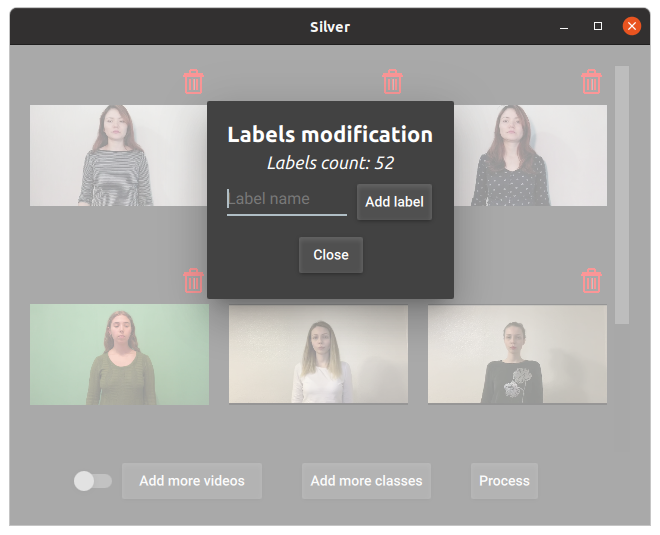 Silver
Labels modification
Labels count: 52
Label name
Add label
Close
Add more videos
Add more classes
Process